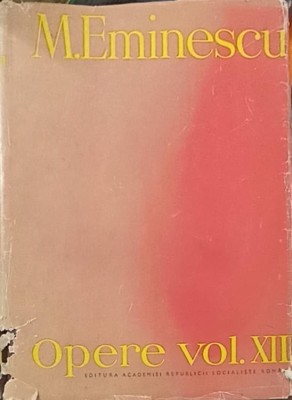 M.Eminescu
Opere vol. XII
EDITURA ACADEMIEI REPUBLICII SOCIALISTE